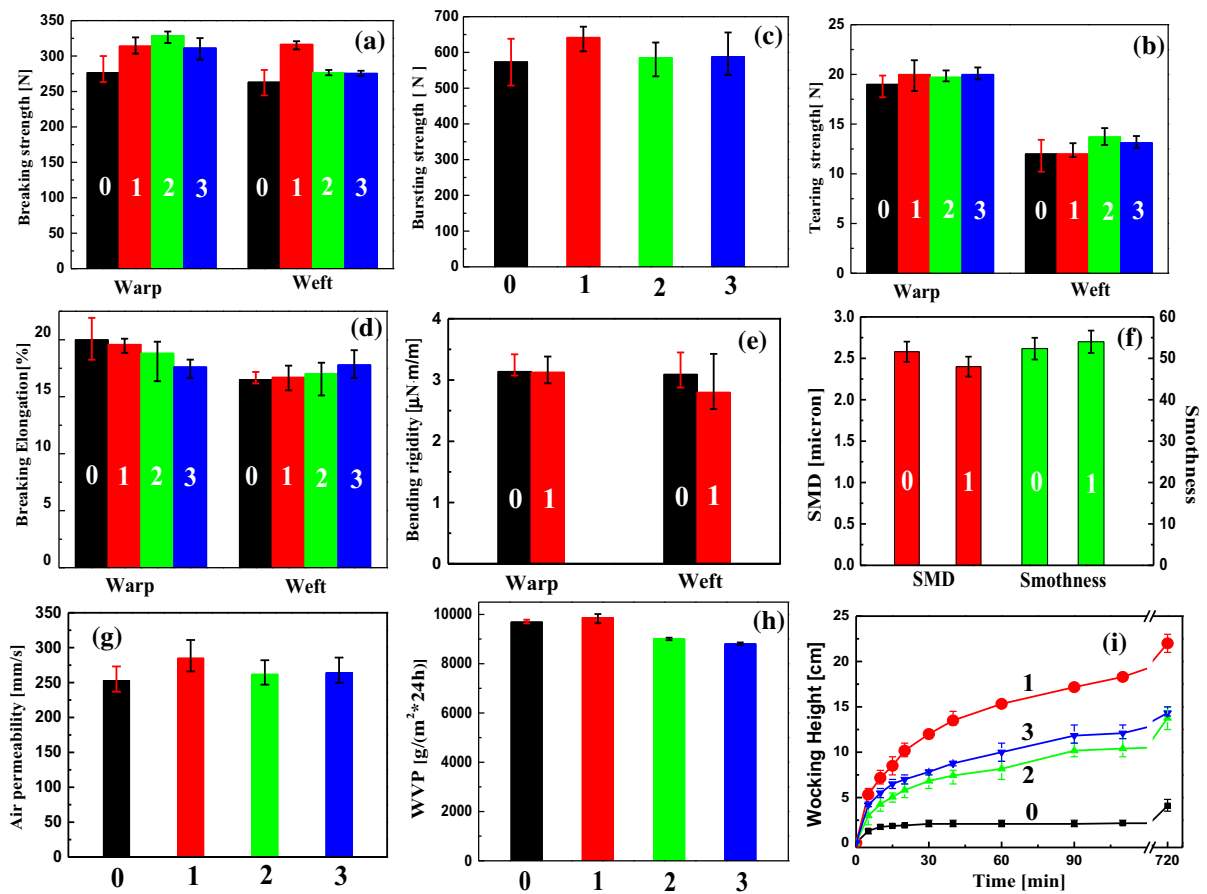 (a)
Breaking strength [N]
350
300
250
200
150
100
50
0
0 1 2 3 0 1 2 3
Warp Weft
(c)
Bursting strength [ N ]
700
600
500
400
300
200
100
0
0 1 2 3
(b)
Tearing strength[ N]
25
20
15
10
5
0
0 1 2 3 0 1 2 3
Warp Weft
(d)
Breaking Elongation[%]
20
15
10
5
0
0 1 2 3 0 1 2 3
Warp Weft
(e)
Bending rigidity [μN·m/m]
4
3
2
1
0
0 1 0 1
Warp Weft
(f)
SMD [micron]
3.0
2.5
2.0
1.5
1.0
0.5
0.0
0 1 0 1
SMD Smothness
60
50
40
30
20
10
0
Smothness
(g)
Air permeability [mm/s]
350
300
250
200
150
100
50
0
0 1 2 3
(h)
WVP [g/(m²*24h)]
10000
8000
6000
4000
2000
0
0 1 2 3
(i)
Wocking Height [cm]
25
20
15
10
5
0
1
3
2
0
0 30 60 90 720
Time [min]